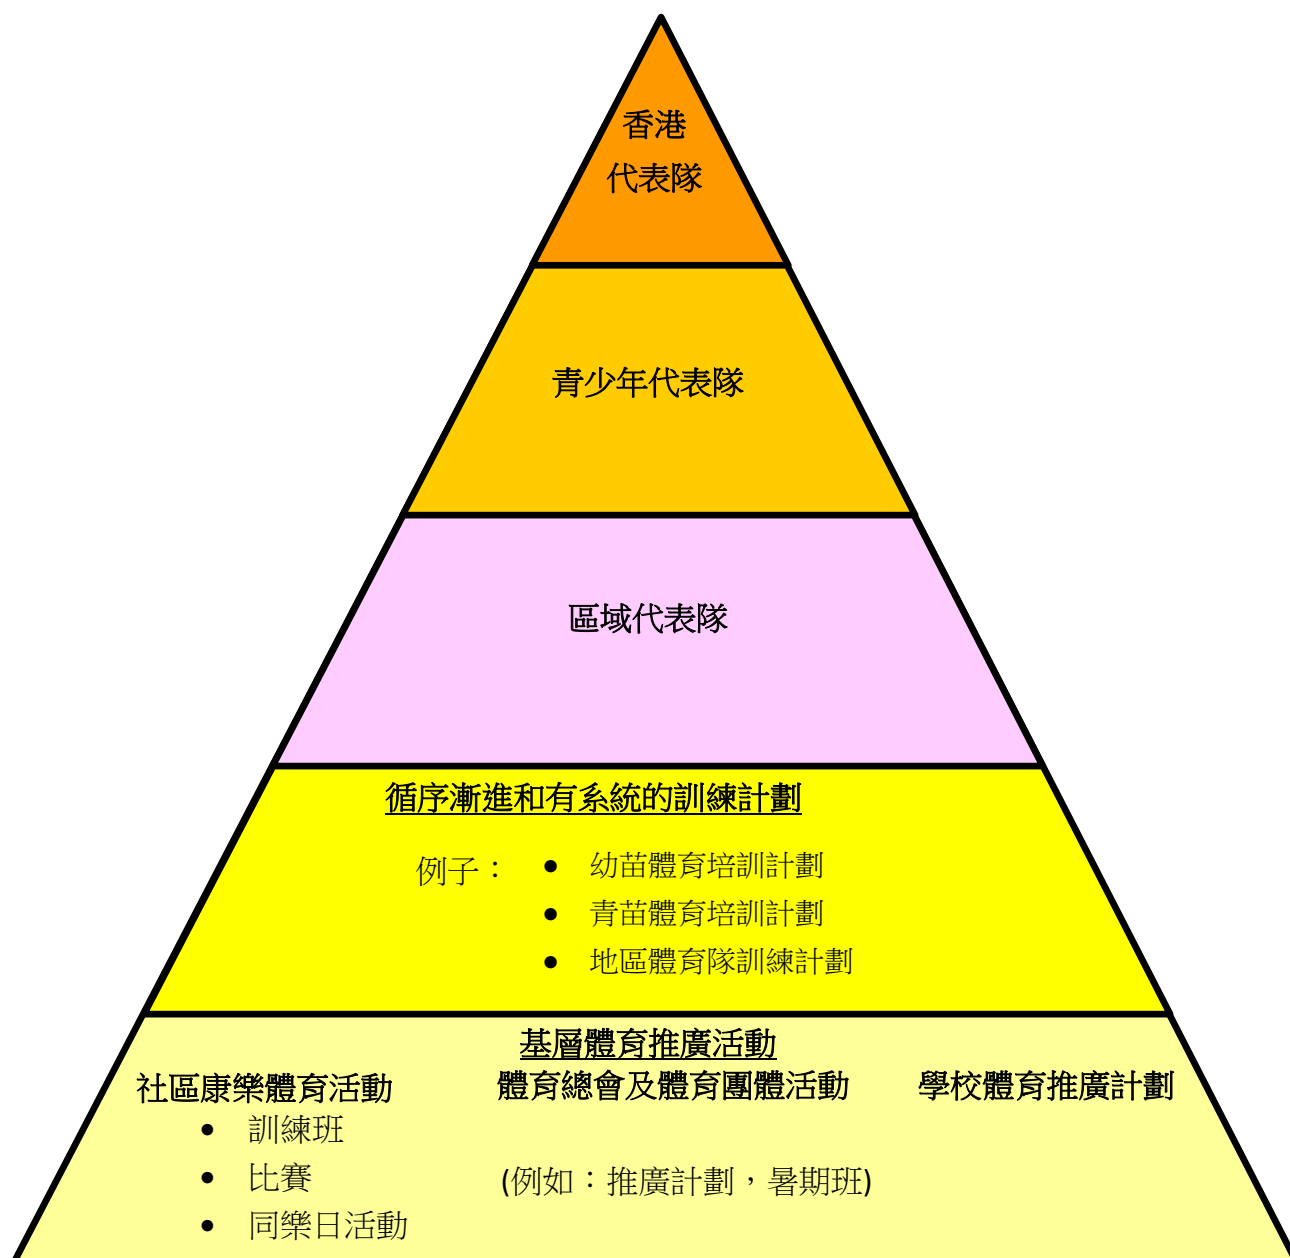 香港
代表隊
青少年代表隊
區域代表隊
循序漸進和有系統的訓練計劃
例子：
• 幼苗體育培訓計劃
• 青苗體育培訓計劃
• 地區體育隊訓練計劃
基層體育推廣活動
社區康樂體育活動
• 訓練班
• 比賽
• 同樂日活動
體育總會及體育團體活動
(例如：推廣計劃，暑期班)
學校體育推廣計劃